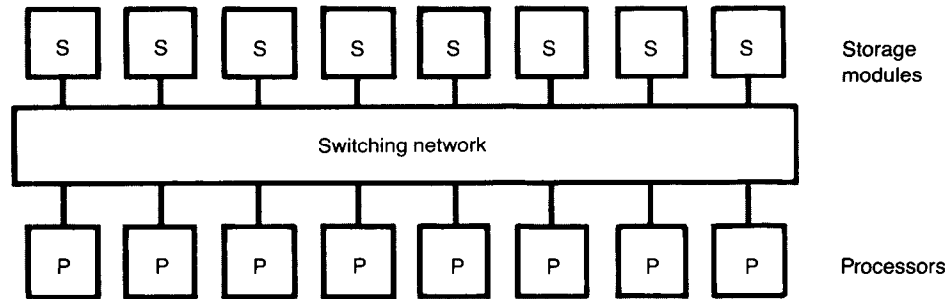 S S S S S S S S
Storage
modules
Switching network
P P P P P P P P
Processors